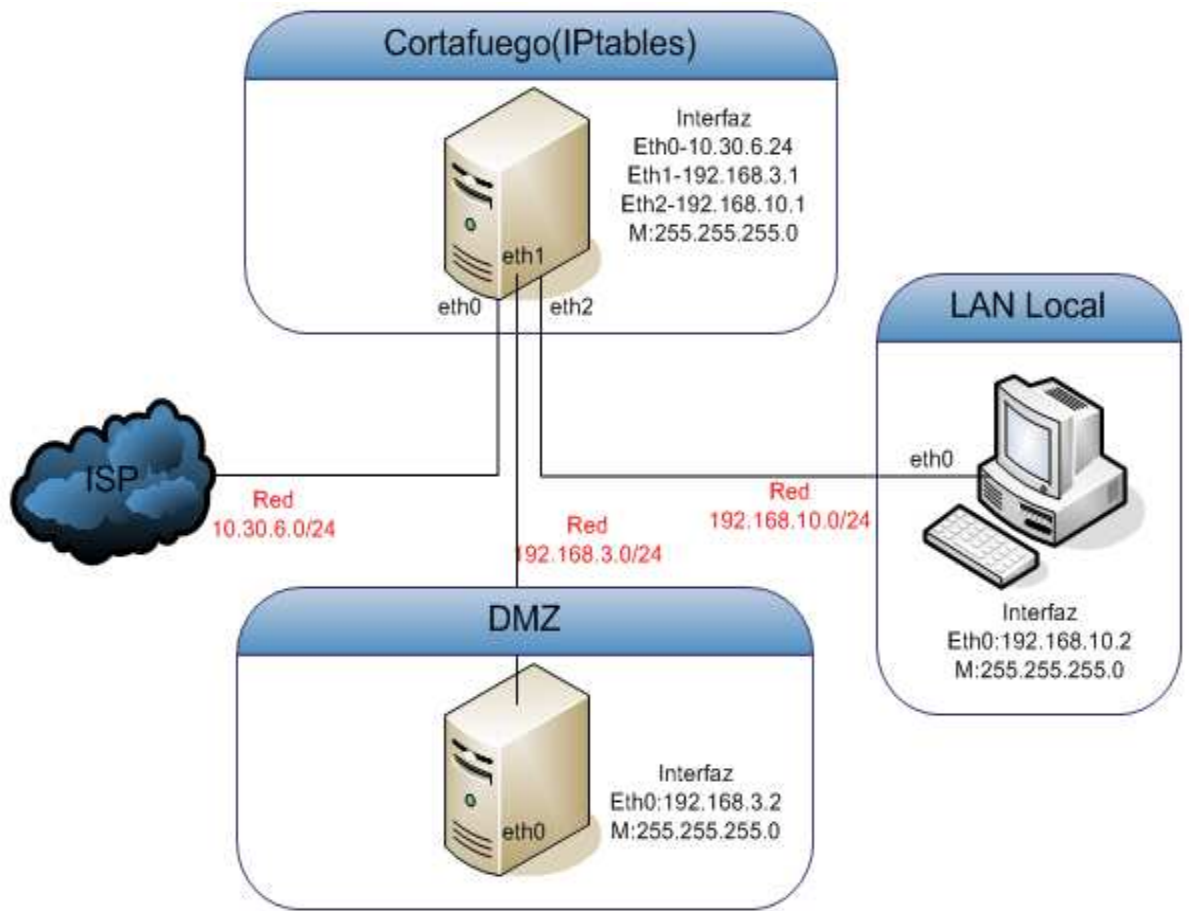 Cortafuego(IPtables)
Interfaz
Eth0-10.30.6.24
Eth1-192.168.3.1
Eth2-192.168.10.1
M:255.255.255.0
eth1
eth0
eth2
LAN Local
eth0
Interfaz
Eth0:192.168.10.2
M:255.255.255.0
ISP
Red
10.30.6.0/24
Red
192.168.3.0/24
Red
192.168.10.0/24
DMZ
Interfaz
Eth0:192.168.3.2
M:255.255.255.0
eth0